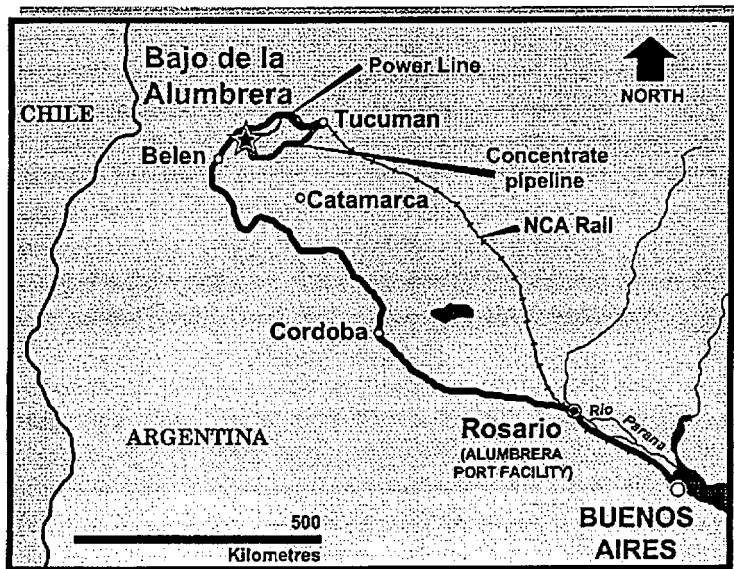 Bajo de la
Alumbrera
Power Line
NORTH
CHILE
Tucuman
Belen
Concentrate
pipeline
Catamarca
NCA Rail
Cordoba
Rio Parana
Rosario
(ALUMBRERA
PORT FACILITY)
ARGENTINA
BUENOS
AIRES
500
Kilometres